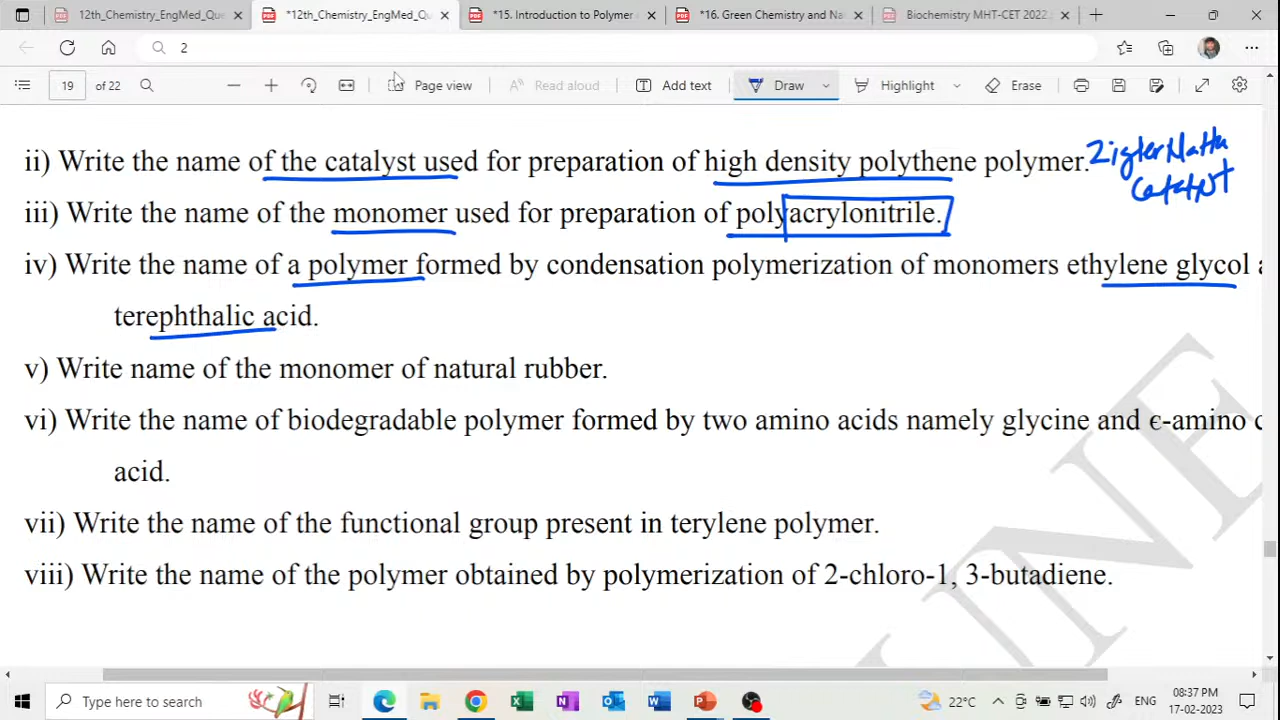 12th_Chemistry_EngMed_Que
*12th_Chemistry_EngMed_Qu
*15. Introduction to Polymer
*16. Green Chemistry and Na
Biochemistry MHT-CET 2022.p
2
19 of 22
Page view
Read aloud
Add text
Draw
Highlight
Erase
ii) Write the name of the catalyst used for preparation of high density polythene polymer. ZigterNatta
Catalyst
iii) Write the name of the monomer used for preparation of polyacrylonitrile.
iv) Write the name of a polymer formed by condensation polymerization of monomers ethylene glycol a
terephthalic acid.
v) Write name of the monomer of natural rubber.
vi) Write the name of biodegradable polymer formed by two amino acids namely glycine and ϵ-amino c
acid.
vii) Write the name of the functional group present in terylene polymer.
viii) Write the name of the polymer obtained by polymerization of 2-chloro-1, 3-butadiene.
UNE
Type here to search
22°C
ENG
08:37 PM
17-02-2023